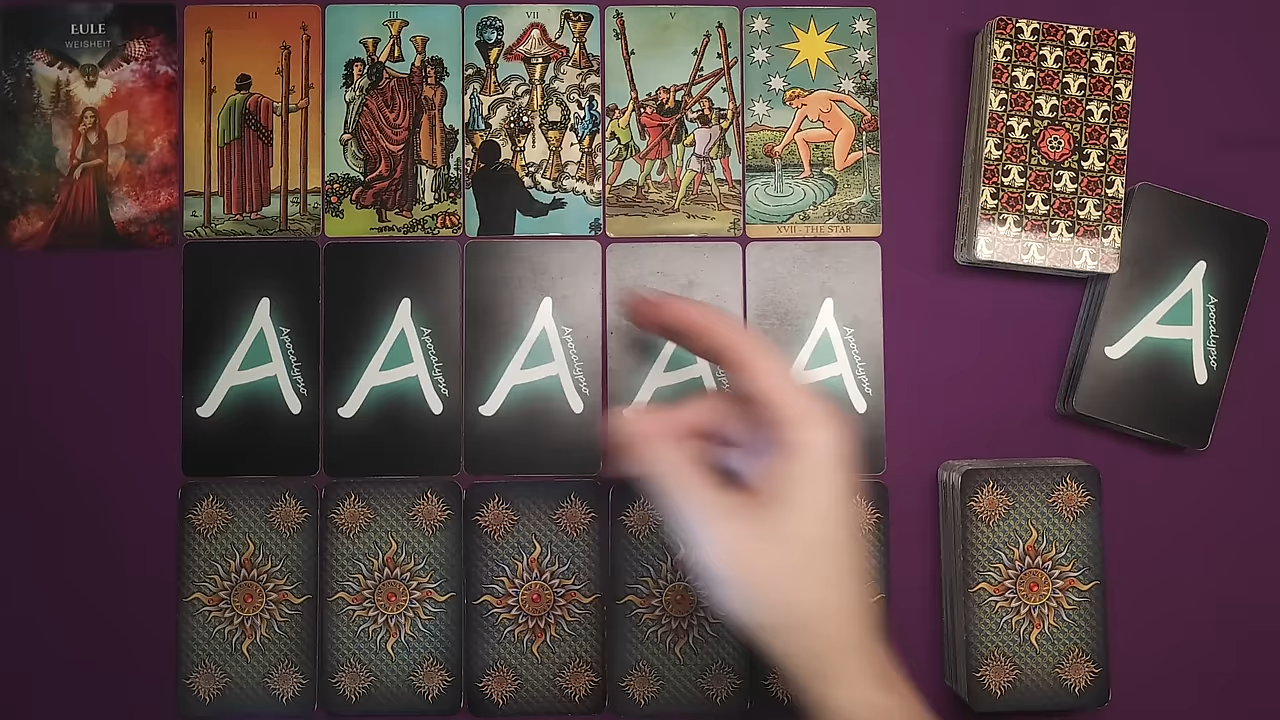 EULE
WEISHEIT
III
III
VII
V
XVII - THE STAR
A Apocalypso
A Apocalypso
A Apocalypso
A
A Apocalypso
A Apocalypso